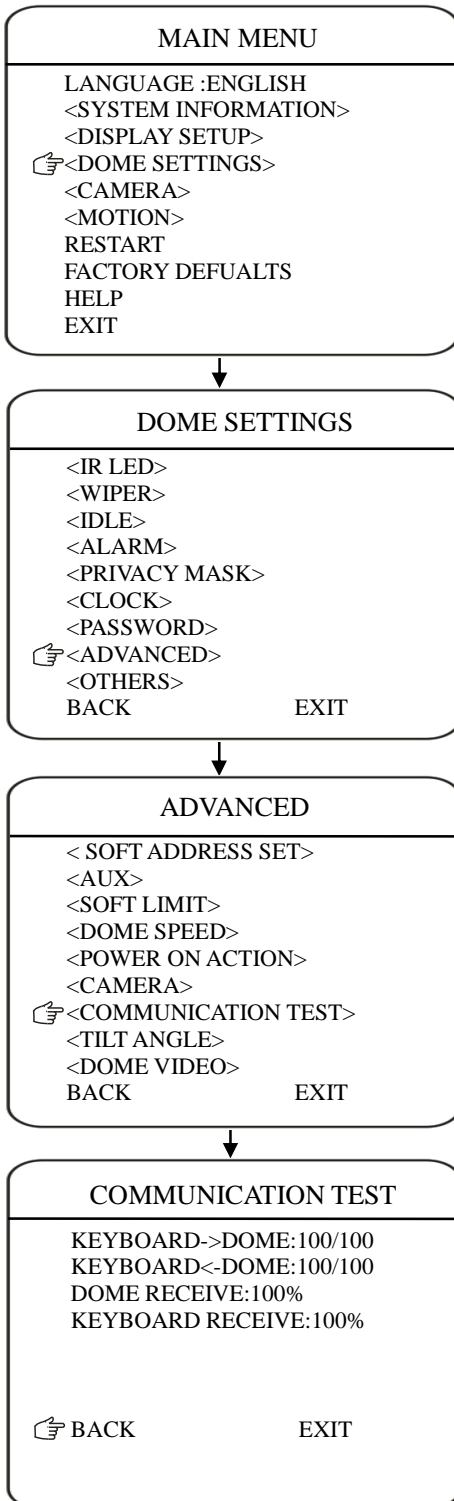 MAIN MENU
LANGUAGE :ENGLISH
<SYSTEM INFORMATION>
<DISPLAY SETUP>
<DOME SETTINGS>
<CAMERA>
<MOTION>
RESTART
FACTORY DEFUALTS
HELP
EXIT
DOME SETTINGS
<IR LED>
<WIPER>
<IDLE>
<ALARM>
<PRIVACY MASK>
<CLOCK>
<PASSWORD>
<ADVANCED>
<OTHERS>
BACK EXIT
ADVANCED
< SOFT ADDRESS SET>
<AUX>
<SOFT LIMIT>
<DOME SPEED>
<POWER ON ACTION>
<CAMERA>
<COMMUNICATION TEST>
<TILT ANGLE>
<DOME VIDEO>
BACK EXIT
COMMUNICATION TEST
KEYBOARD->DOME:100/100
KEYBOARD<-DOME:100/100
DOME RECEIVE:100%
KEYBOARD RECEIVE:100%
BACK EXIT